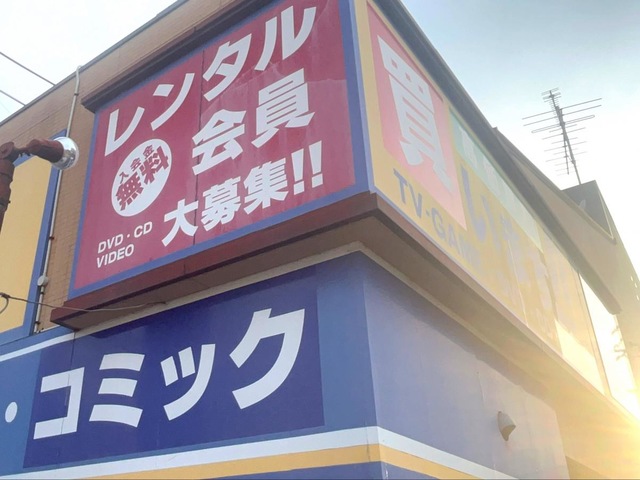 レンタル
入会金
無料
会員
大募集!!
DVD・CD
VIDEO
・コミック
買い
TV・GAME